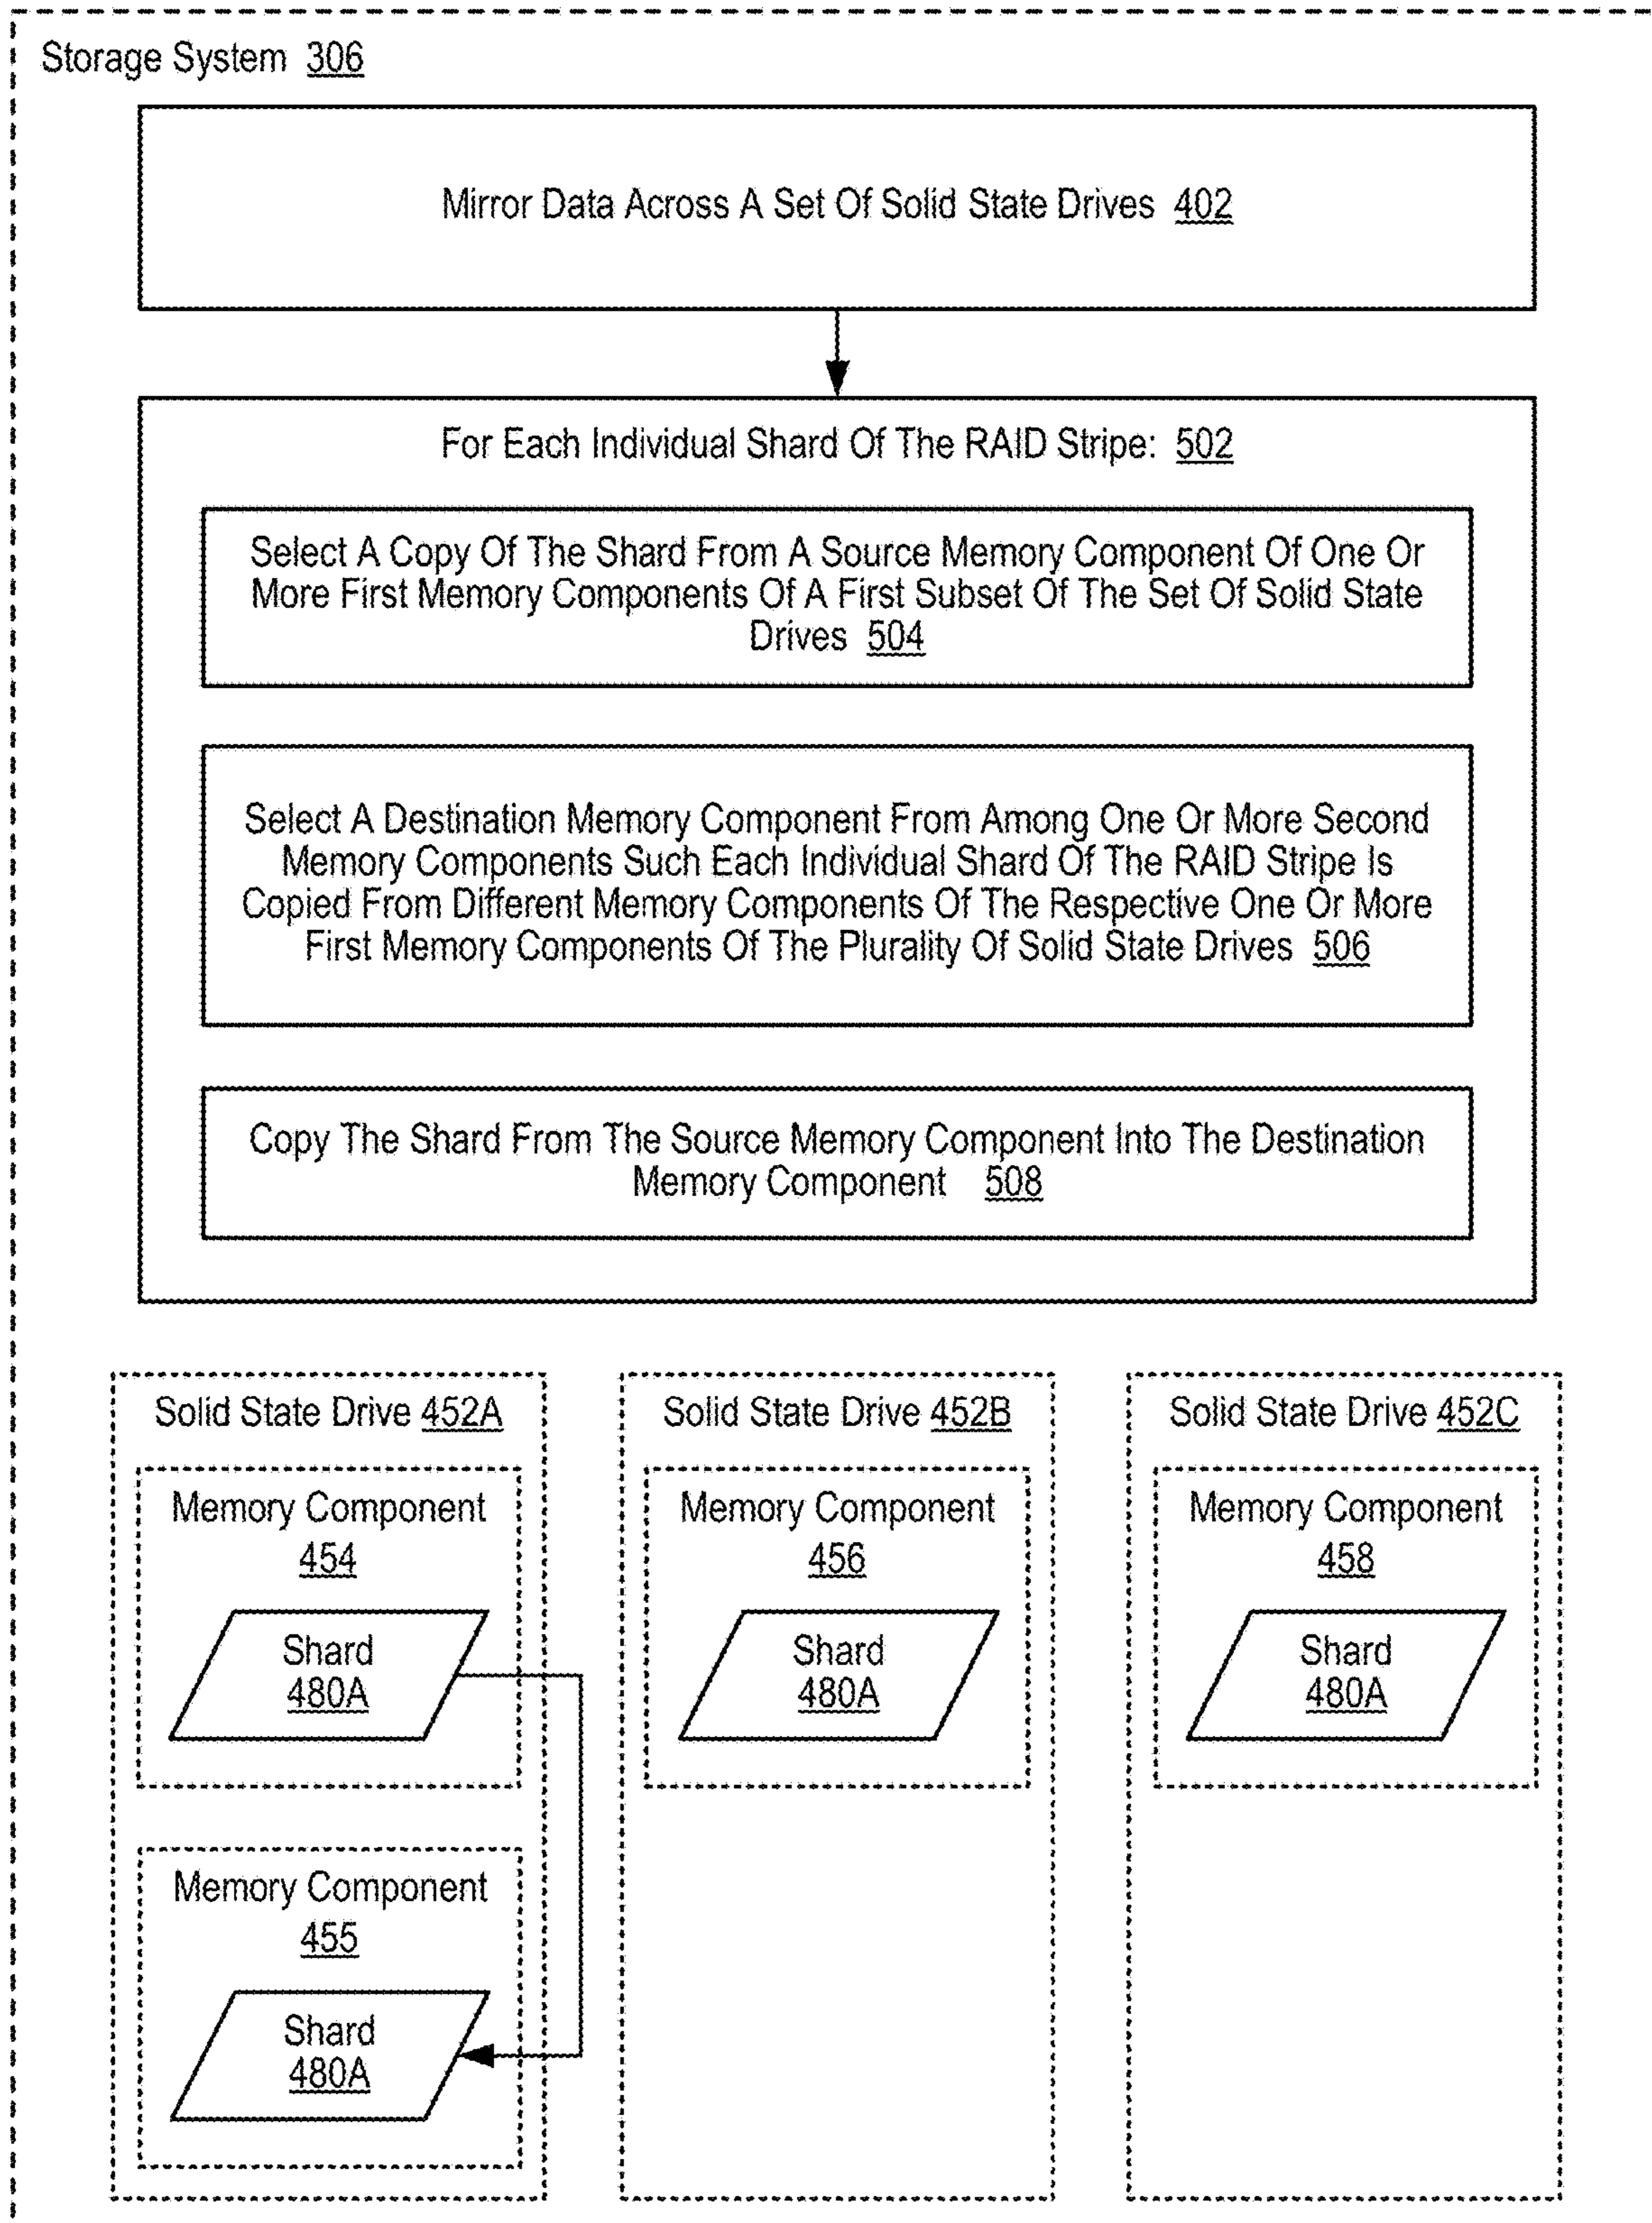 Storage System 306
Mirror Data Across A Set Of Solid State Drives 402
For Each Individual Shard Of The RAID Stripe: 502
Select A Copy Of The Shard From A Source Memory Component Of One Or
More First Memory Components Of A First Subset Of The Set Of Solid State
Drives 504
Select A Destination Memory Component From Among One Or More Second
Memory Components Such Each Individual Shard Of The RAID Stripe Is
Copied From Different Memory Components Of The Respective One Or More
First Memory Components Of The Plurality Of Solid State Drives 506
Copy The Shard From The Source Memory Component Into The Destination
Memory Component 508
Solid State Drive 452A
Memory Component
454
Shard
480A
Memory Component
455
Shard
480A
Solid State Drive 452B
Memory Component
456
Shard
480A
Solid State Drive 452C
Memory Component
458
Shard
480A